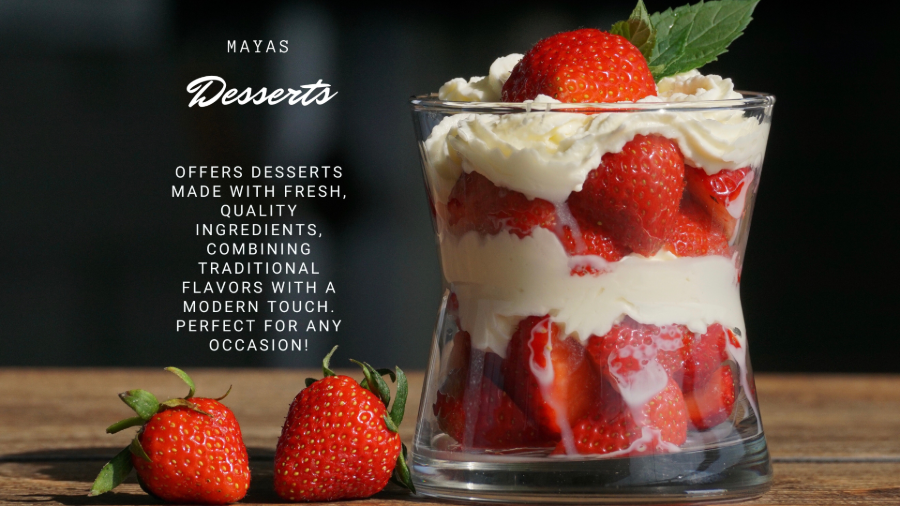 MAYAS
Desserts
OFFERS DESSERTS
MADE WITH FRESH,
QUALITY
INGREDIENTS,
COMBINING
TRADITIONAL
FLAVORS WITH A
MODERN TOUCH.
PERFECT FOR ANY
OCCASION!